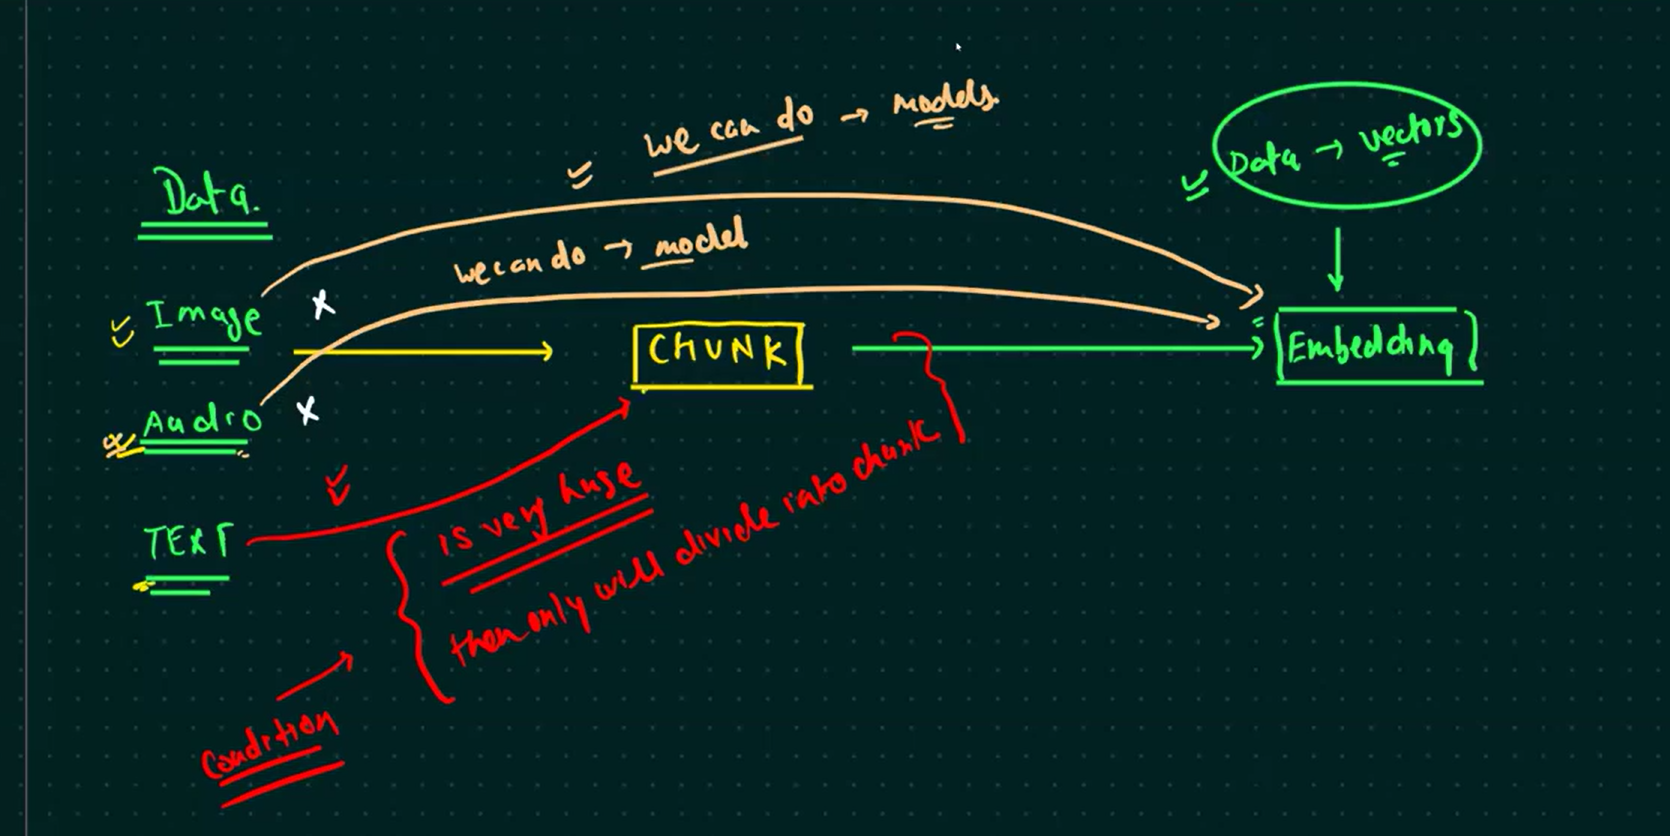 we can do → models.
Data → vectors
Data.
we can do → model
Image x
CHUNK
Embedding
Audio x
TEXT
is very huge
then only will divide into chunk
Condition